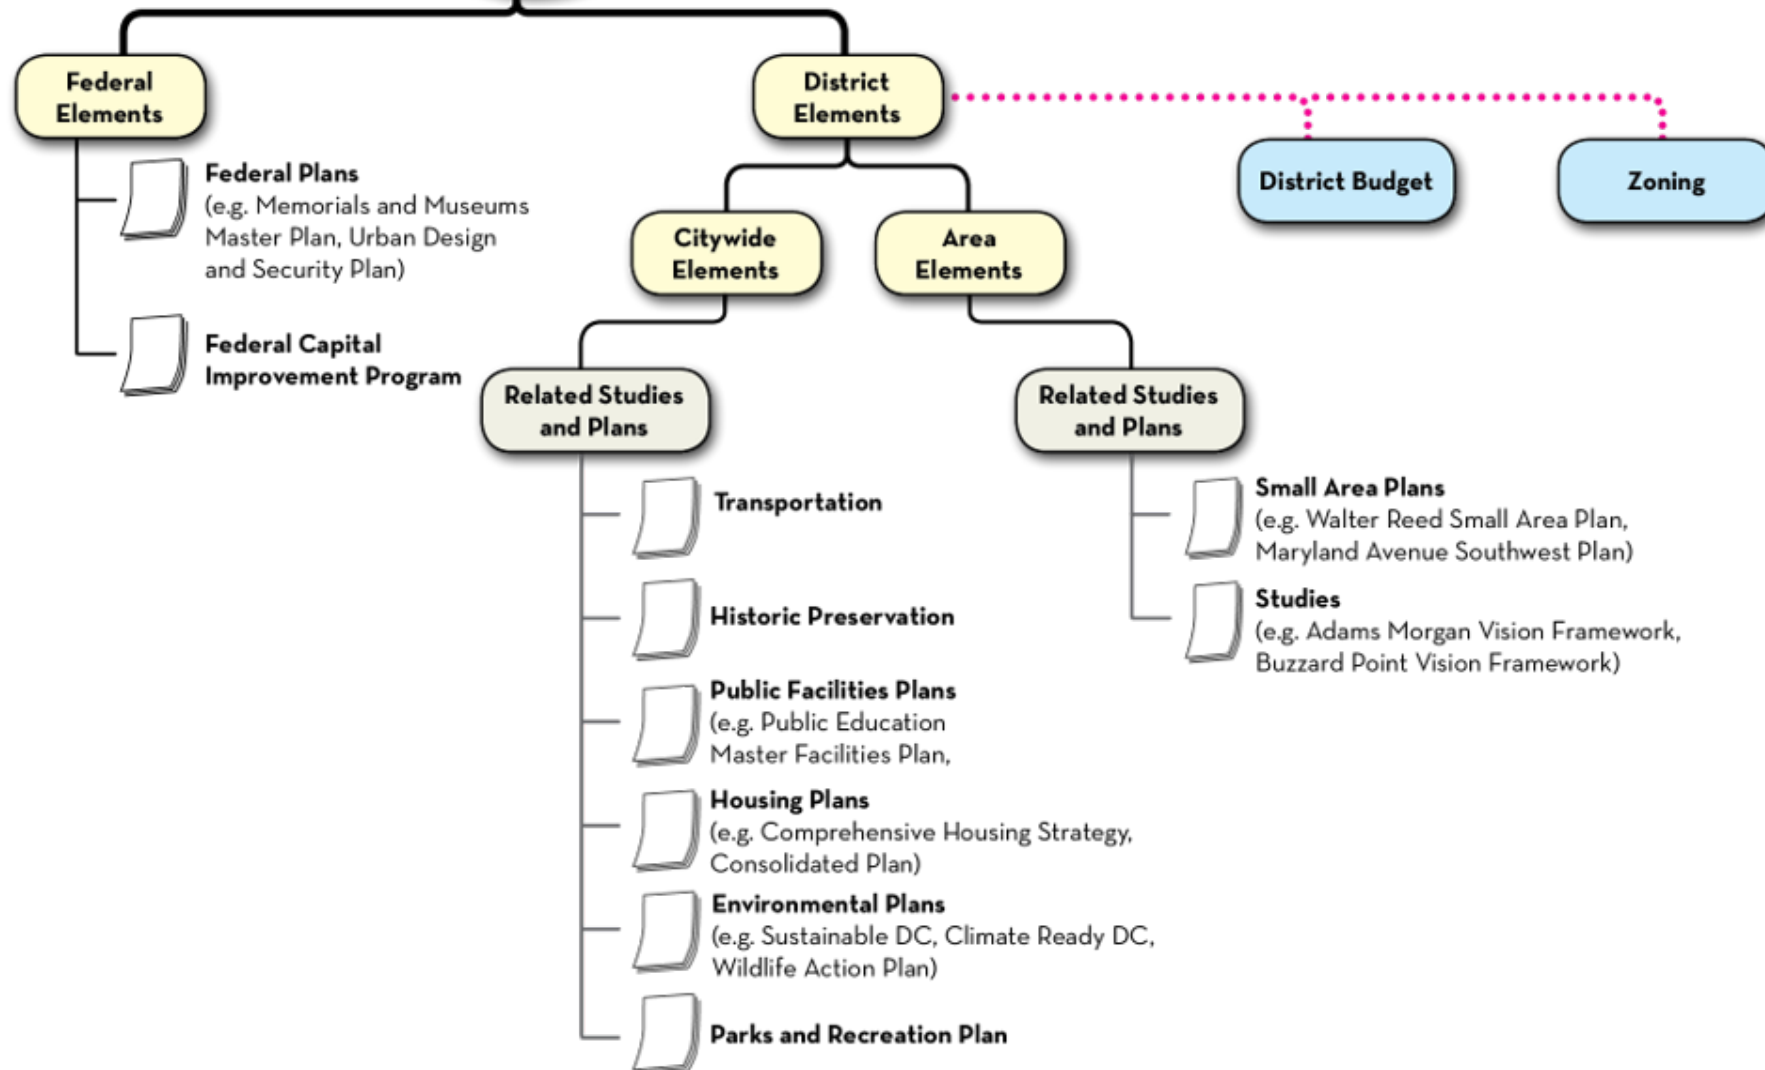 Federal
Elements
District
Elements
District Budget
Zoning
Federal Plans
(e.g. Memorials and Museums
Master Plan, Urban Design
and Security Plan)
Federal Capital
Improvement Program
Citywide
Elements
Area
Elements
Related Studies
and Plans
Transportation
Historic Preservation
Public Facilities Plans
(e.g. Public Education
Master Facilities Plan,
Housing Plans
(e.g. Comprehensive Housing Strategy,
Consolidated Plan)
Environmental Plans
(e.g. Sustainable DC, Climate Ready DC,
Wildlife Action Plan)
Parks and Recreation Plan
Related Studies
and Plans
Small Area Plans
(e.g. Walter Reed Small Area Plan,
Maryland Avenue Southwest Plan)
Studies
(e.g. Adams Morgan Vision Framework,
Buzzard Point Vision Framework)